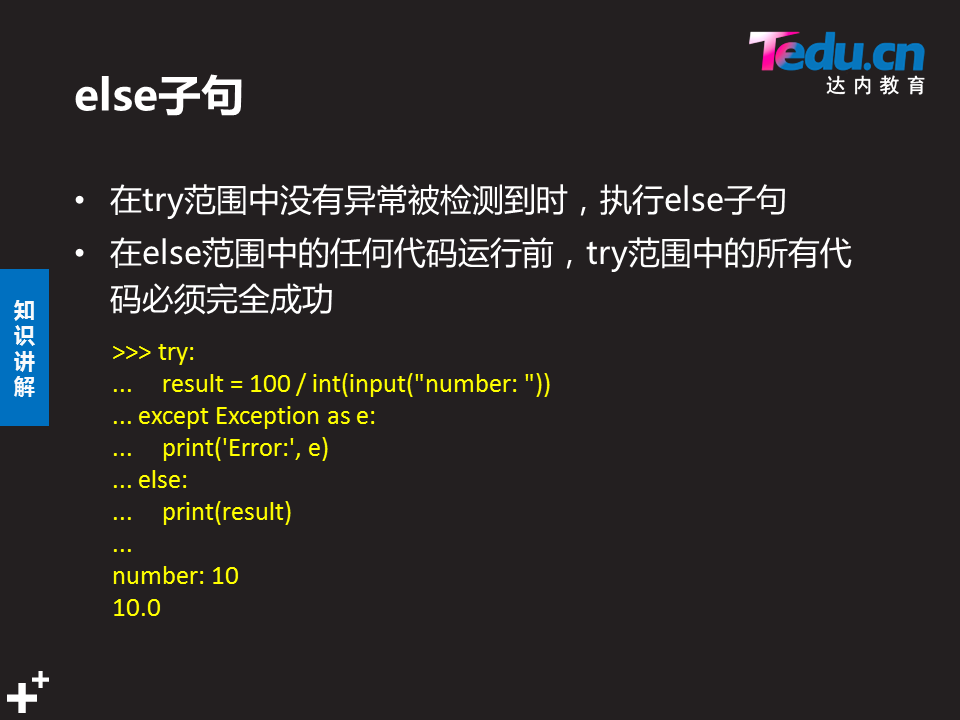 Tedu.cn
达内教育
else子句
• 在try范围中没有异常被检测到时，执行else子句
• 在else范围中的任何代码运行前，try范围中的所有代
码必须完全成功
知识讲解
>>> try:
...     result = 100 / int(input("number: "))
... except Exception as e:
...     print('Error:', e)
... else:
...     print(result)
...
number: 10
10.0